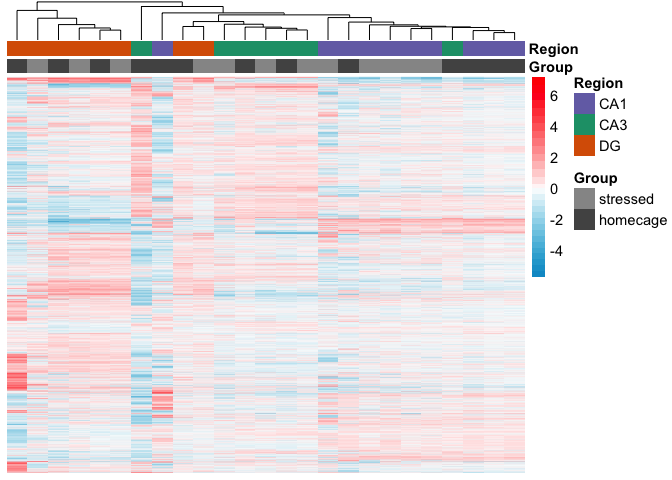 Region
Group
6
4
2
0
-2
-4
Region
CA1
CA3
DG
Group
stressed
homecage